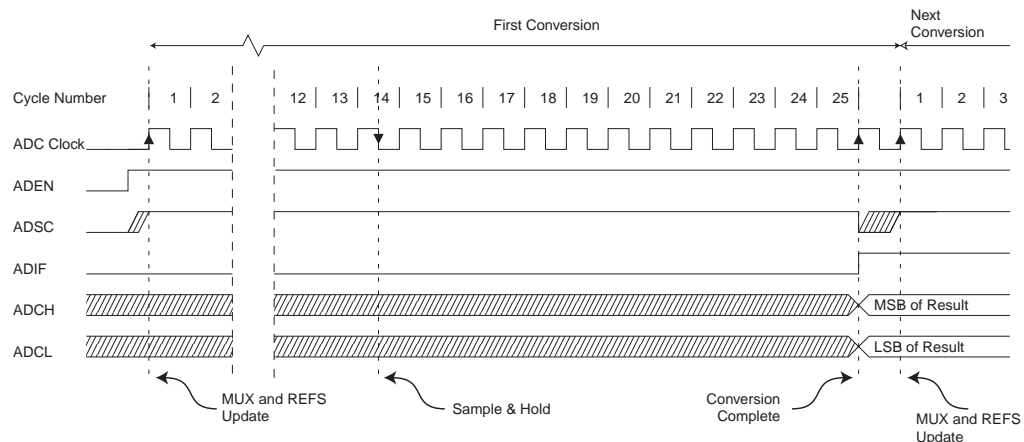 First Conversion
Next
Conversion
Cycle Number 1 2 12 13 14 15 16 17 18 19 20 21 22 23 24 25 1 2 3
ADC Clock
ADEN
ADSC
ADIF
ADCH MSB of Result
ADCL LSB of Result
MUX and REFS
Update
Sample & Hold
Conversion
Complete
MUX and REFS
Update